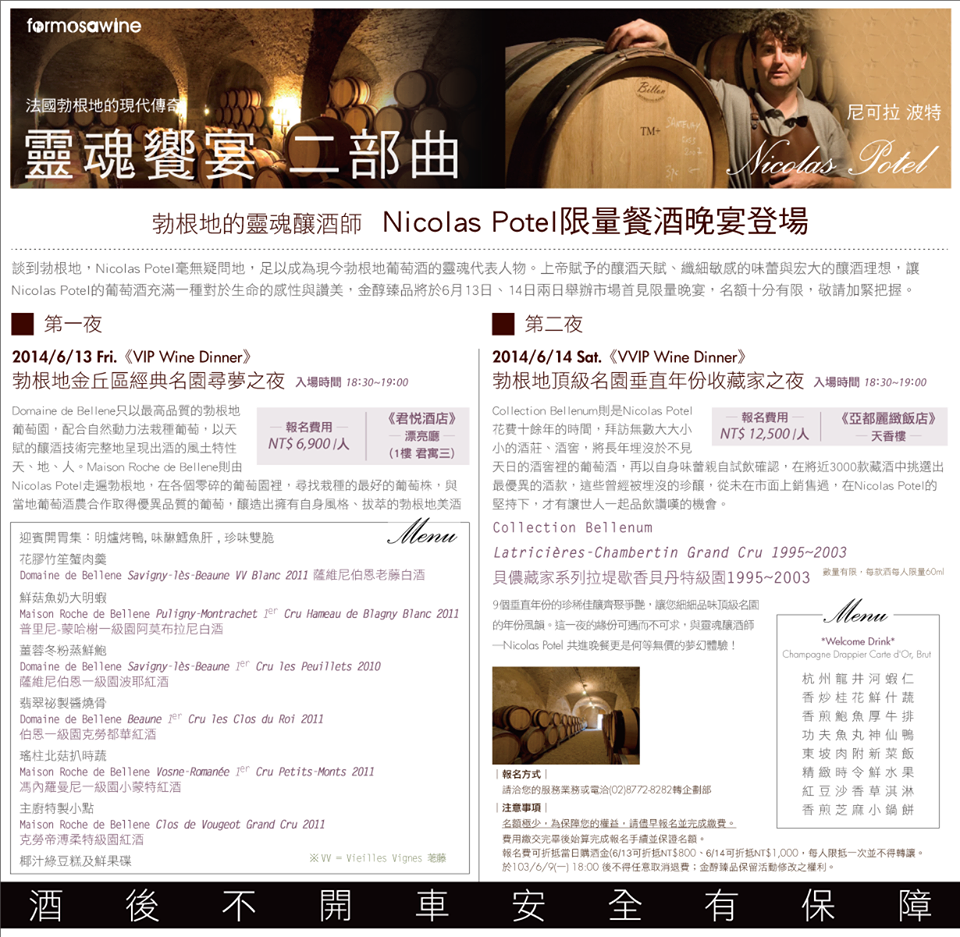 formosawine
法國勃根地的現代傳奇
靈魂饗宴 二部曲
TM+
尼可拉 波特
Nicolas Potel
勃根地的靈魂釀酒師 Nicolas Potel限量餐酒晚宴登場
談到勃根地，Nicolas Potel毫無疑問地，足以成為現今勃根地葡萄酒的靈魂代表人物。上帝賦予的釀酒天賦、纖細敏感的味蕾與宏大的釀酒理想，讓
Nicolas Potel的葡萄酒充滿一種對於生命的感性與讚美，金醇臻品將於6月13日、14日兩日舉辦市場首見限量晚宴，名額十分有限，敬請加緊把握。
第一夜
2014/6/13 Fri.《VIP Wine Dinner》
勃根地金丘區經典名園尋夢之夜 入場時間 18:30~19:00
Domaine de Bellene只以最高品質的勃根地
葡萄園，配合自然動力法栽種葡萄，以天
賦的釀酒技術完整地呈現出酒的風土特性
天、地、人。Maison Roche de Bellene則由
Nicolas Potel走遍勃根地，在各個零碎的葡萄園裡，尋找栽種的最好的葡萄株，與
當地葡萄酒農合作取得優異品質的葡萄，釀造出擁有自身風格、拔萃的勃根地美酒
報名費用
NT$ 6,900 /人
《君悅酒店》
漂亮廳
(1樓 君寓三)
Menu
迎賓開胃集：明爐烤鴨, 味醂鱈魚肝 , 珍味雙脆
花膠竹笙蟹肉羹
Domaine de Bellene Savigny-lès-Beaune VV Blanc 2011 薩維尼伯恩老藤白酒
鮮菇魚奶大明蝦
Maison Roche de Bellene Puligny-Montrachet 1er Cru Hameau de Blagny Blanc 2011
普里尼-蒙哈榭一級園阿莫布拉尼白酒
薑蓉冬粉蒸鮮鮑
Domaine de Bellene Savigny-lès-Beaune 1er Cru les Peuillets 2010
薩維尼伯恩一級園波耶紅酒
翡翠祕製醬燒骨
Domaine de Bellene Beaune 1er Cru les Clos du Roi 2011
伯恩一級園克勞都華紅酒
瑤柱北菇扒時蔬
Maison Roche de Bellene Vosne-Romanée 1er Cru Petits-Monts 2011
馮內羅曼尼一級園小蒙特紅酒
主廚特製小點
Maison Roche de Bellene Clos de Vougeot Grand Cru 2011
克勞帝溥柔特級園紅酒
椰汁綠豆糕及鮮果碟
※ VV = Vieilles Vignes 老藤
第二夜
2014/6/14 Sat.《VVIP Wine Dinner》
勃根地頂級名園垂直年份收藏家之夜 入場時間 18:30~19:00
Collection Bellenum則是Nicolas Potel
花費十餘年的時間，拜訪無數大大小
小的酒莊、酒窖，將長年埋沒於不見
天日的酒窖裡的葡萄酒，再以自身味蕾親自試飲確認，在將近3000款藏酒中挑選出
最優異的酒款，這些曾經被埋沒的珍釀，從未在市面上銷售過，在Nicolas Potel的
堅持下，才有讓世人一起品飲讚嘆的機會。
報名費用
NT$ 12,500 /人
《亞都麗緻飯店》
天香樓
Collection Bellenum
Latricières-Chambertin Grand Cru 1995~2003
貝儂藏家系列拉堤歇香貝丹特級園1995~2003 數量有限，每款酒每人限量60ml
9個垂直年份的珍稀佳釀齊聚爭艷，讓您細細品味頂級名園
的年份風韻。這一夜的緣份可遇而不可求，與靈魂釀酒師
—Nicolas Potel 共進晚餐更是何等無價的夢幻體驗！
Menu
*Welcome Drink*
Champagne Drappier Carte d'Or, Brut
杭州龍井河蝦仁
香炒桂花鮮什蔬
香煎鮑魚厚牛排
功夫魚丸神仙鴨
東坡肉附新菜飯
精緻時令鮮水果
紅豆沙香草淇淋
香煎芝麻小鍋餅
｜報名方式｜
請洽您的服務業務或電洽(02)8772-8282轉企劃部
｜注意事項｜
名額極少，為保障您的權益，請儘早報名並完成繳費。
費用繳交完畢後始算完成報名手續並保證名額。
報名費可折抵當日購酒金(6/13可折抵NT$800、6/14可折抵NT$1,000，每人限抵一次並不得轉讓。
於103/6/9(一) 18:00 後不得任意取消退費；金醇臻品保留活動修改之權利。
酒後不開車安全有保障